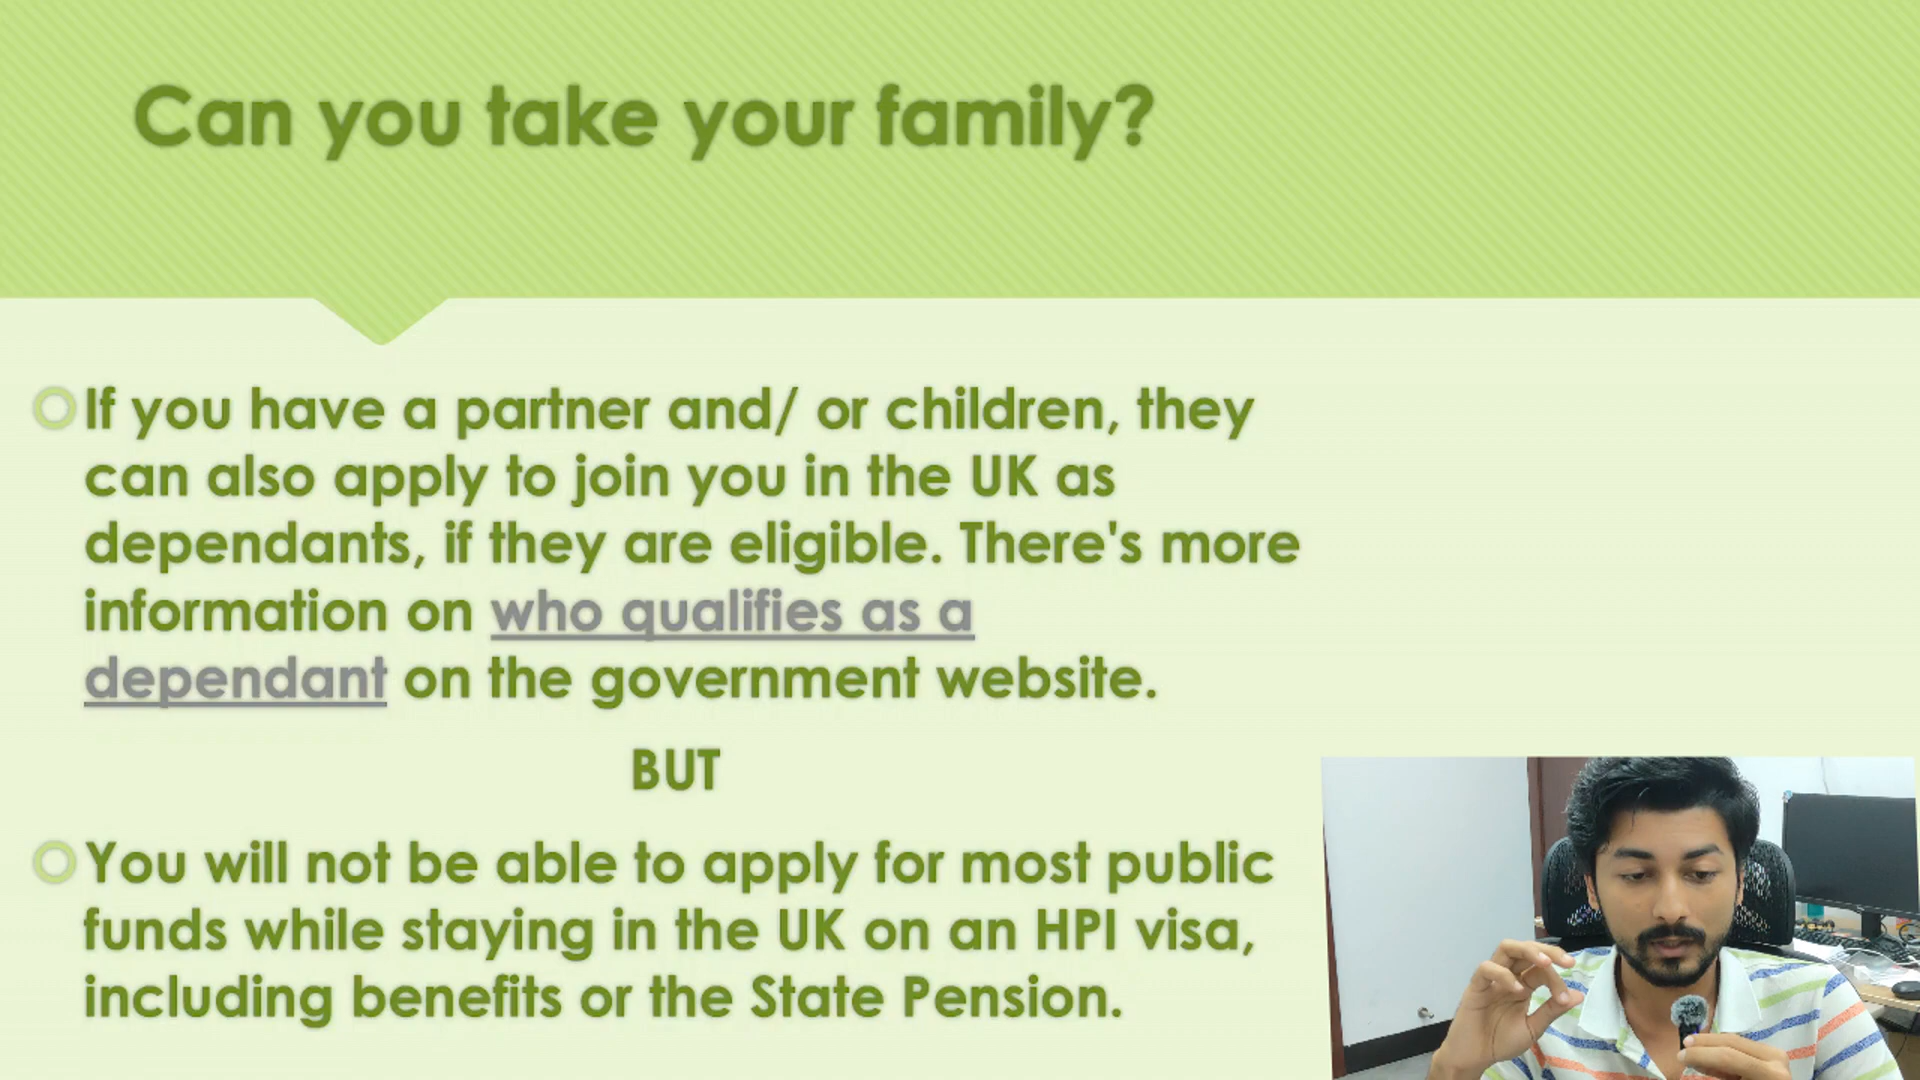 Can you take your family?
If you have a partner and/ or children, they
can also apply to join you in the UK as
dependants, if they are eligible. There's more
information on who qualifies as a
dependant on the government website.
BUT
You will not be able to apply for most public
funds while staying in the UK on an HPI visa,
including benefits or the State Pension.